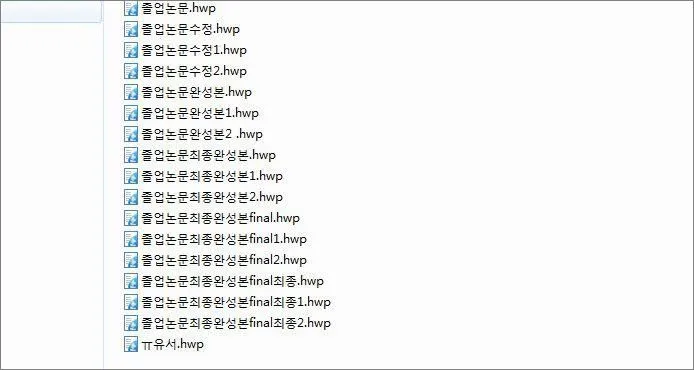 졸업논문.hwp
졸업논문수정.hwp
졸업논문수정1.hwp
졸업논문수정2.hwp
졸업논문완성본.hwp
졸업논문완성본1.hwp
졸업논문완성본2 .hwp
졸업논문최종완성본.hwp
졸업논문최종완성본1.hwp
졸업논문최종완성본2.hwp
졸업논문최종완성본final.hwp
졸업논문최종완성본final1.hwp
졸업논문최종완성본final2.hwp
졸업논문최종완성본final최종.hwp
졸업논문최종완성본final최종1.hwp
졸업논문최종완성본final최종2.hwp
ㅠ유서.hwp